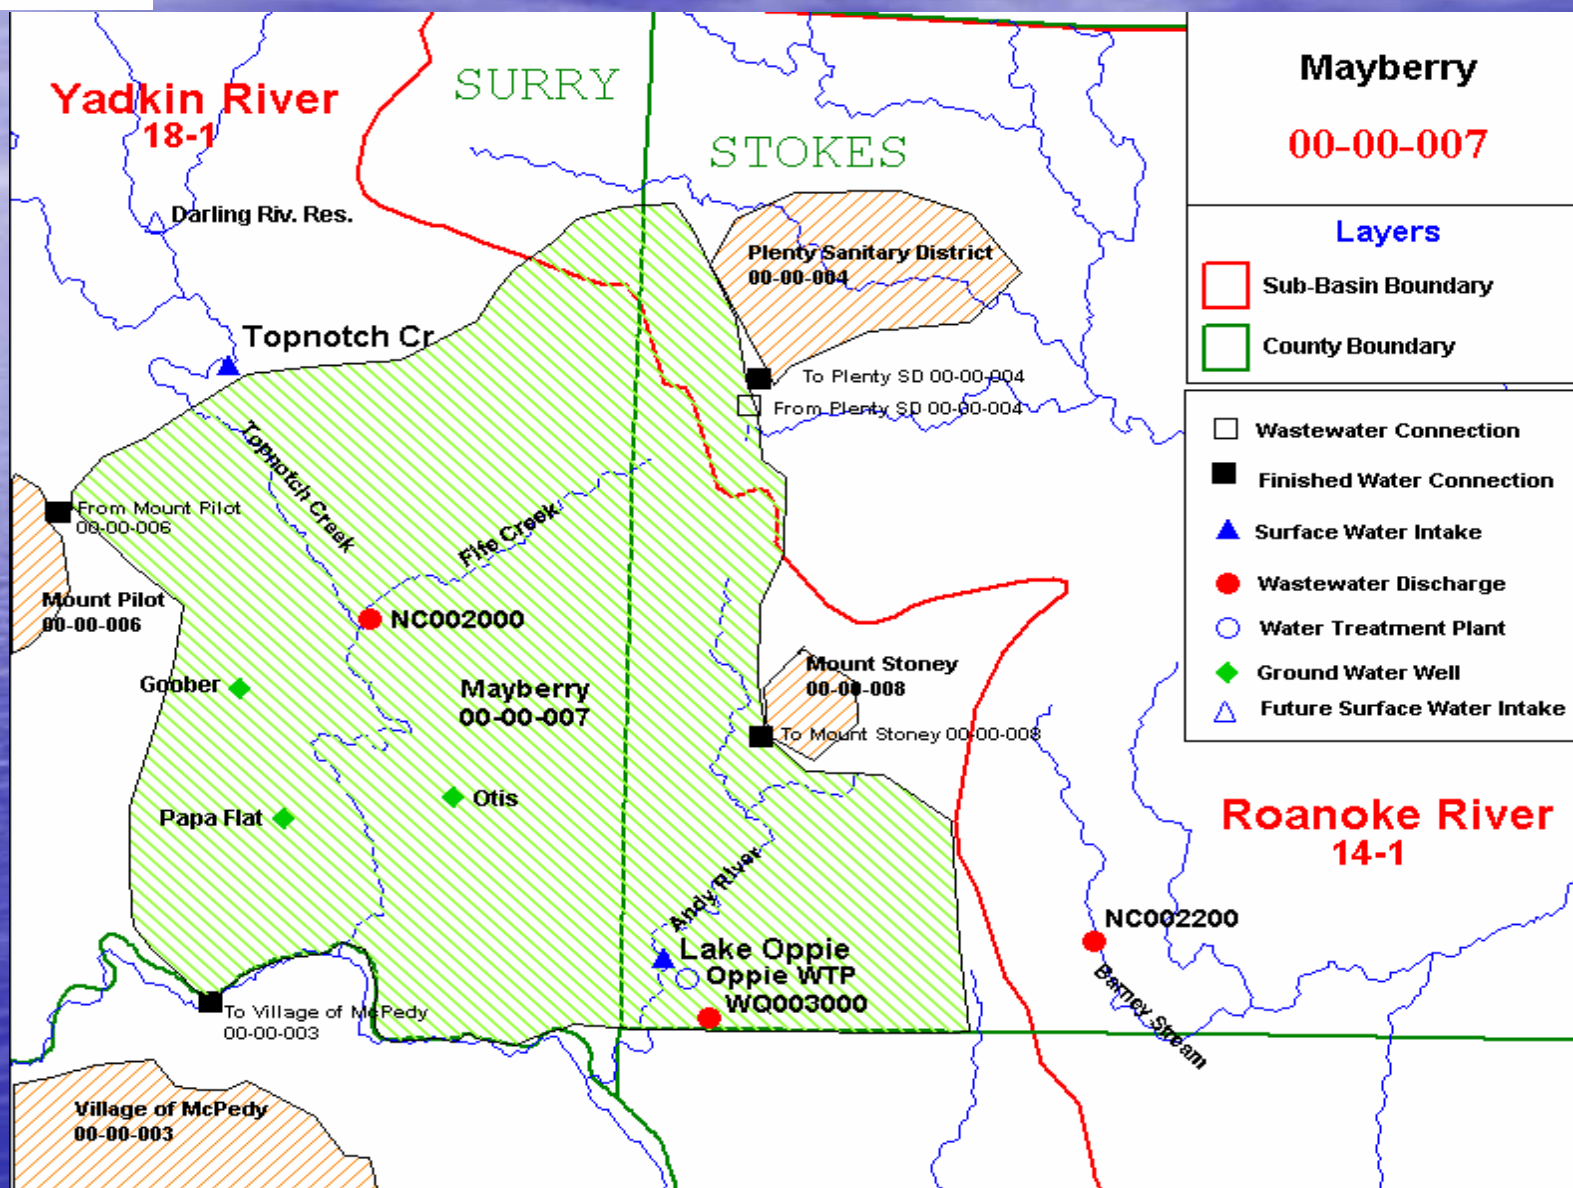 SURRY
Yadkin River
18-1
STOKES
Darling Riv. Res.
Plenty Sanitary District
00-00-004
Topnotch Cr
To Plenty SD 00-00-004
From Plenty SD 00-00-004
Topnotch Creek
From Mount Pilot
00-00-006
Fife Creek
Mount Pilot
00-00-006
NC002000
Goober
Mayberry
00-00-007
Mount Stoney
00-00-008
To Mount Stoney 00-00-008
Otis
Papa Flat
Andy River
Lake Oppie
Oppie WTP
WQ003000
To Village of McPedy
00-00-003
Village of McPedy
00-00-003
NC002200
Barney Stream
Roanoke River
14-1
Mayberry
00-00-007
Layers
Sub-Basin Boundary
County Boundary
Wastewater Connection
Finished Water Connection
Surface Water Intake
Wastewater Discharge
Water Treatment Plant
Ground Water Well
Future Surface Water Intake